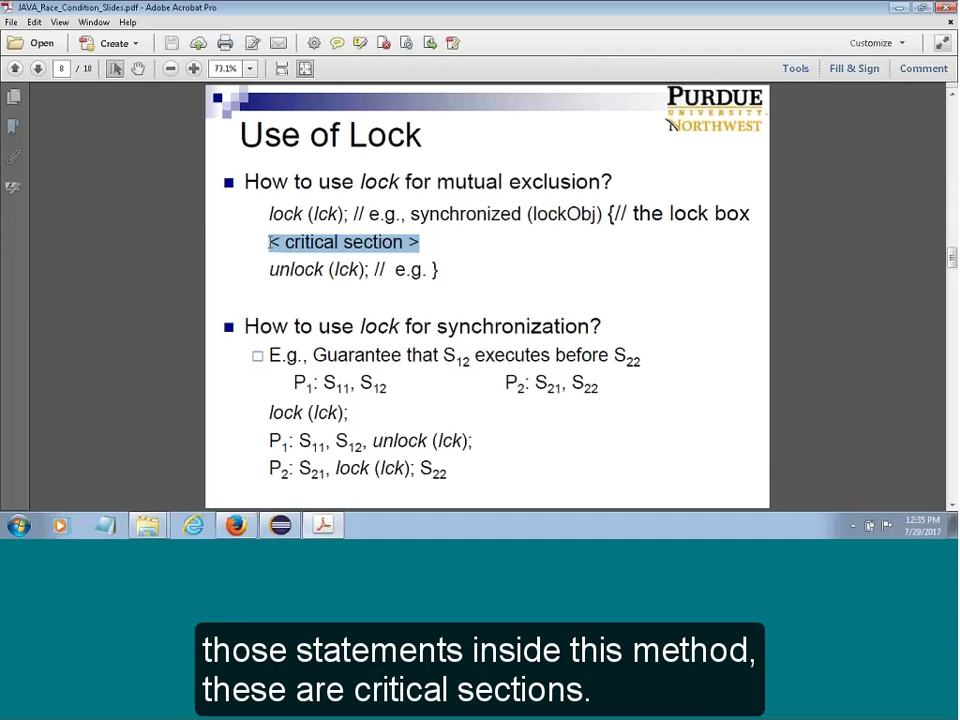 JAVA_Race_Condition_Slides.pdf - Adobe Acrobat Pro
File Edit View Window Help
Open Create Customize
8 / 18 73.1% Tools Fill & Sign Comment
PURDUE
UNIVERSITY
NORTHWEST
Use of Lock
How to use lock for mutual exclusion?
lock (lck); // e.g., synchronized (lockObj) {// the lock box
< critical section >
unlock (lck); // e.g. }
How to use lock for synchronization?
E.g., Guarantee that S12 executes before S22
P1: S11, S12 P2: S21, S22
lock (lck);
P1: S11, S12, unlock (lck);
P2: S21, lock (lck); S22
12:35 PM
7/29/2017
those statements inside this method,
these are critical sections.